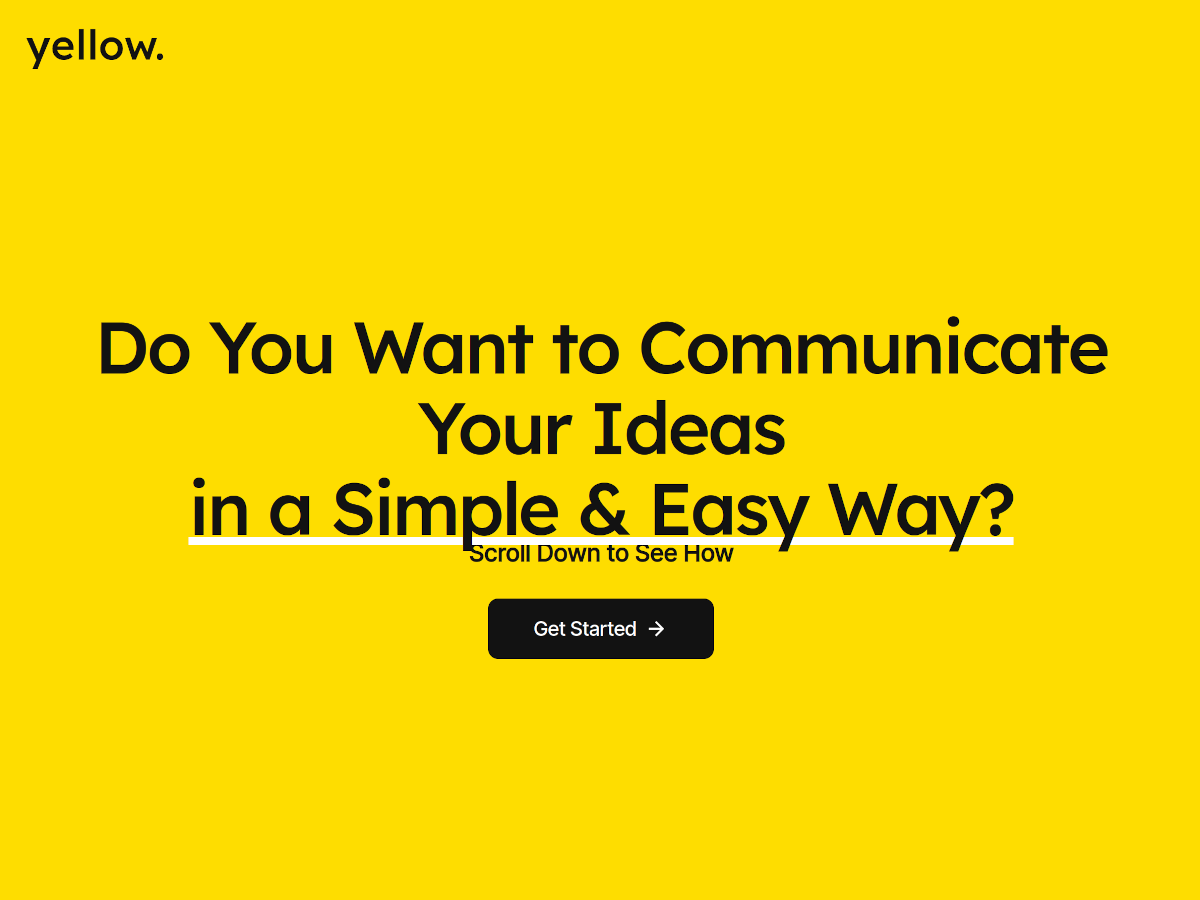 yellow.
Do You Want to Communicate
Your Ideas
in a Simple & Easy Way?
Scroll Down to See How
Get Started →